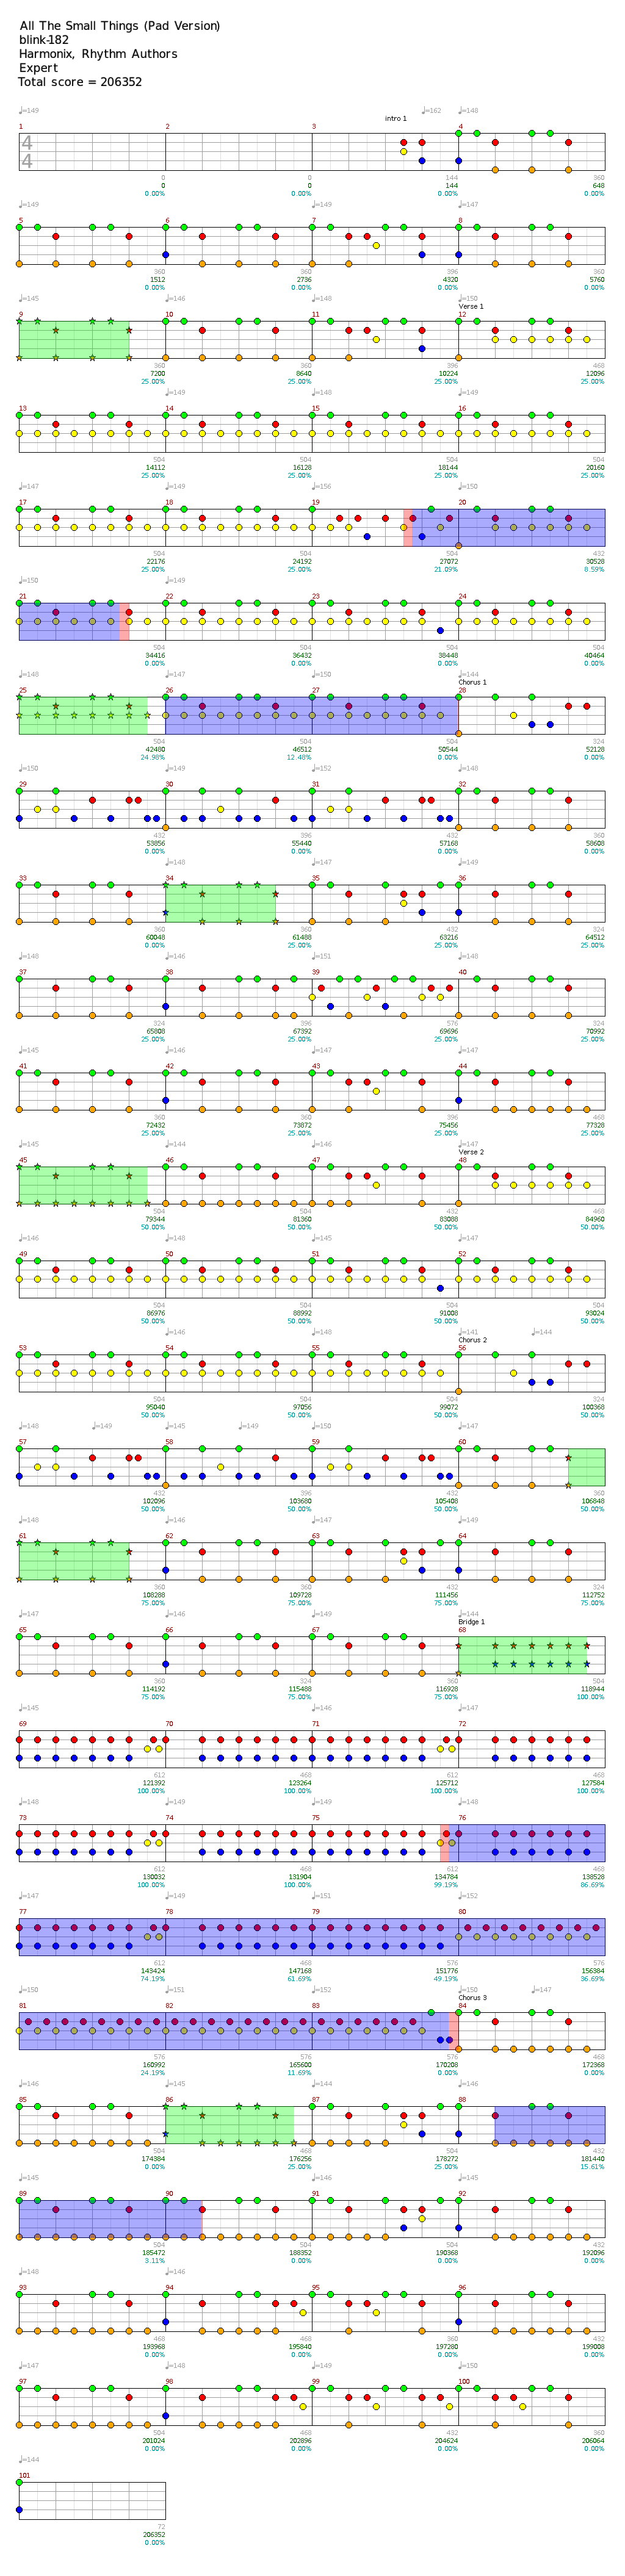 All The Small Things (Pad Version)
blink-182
Harmonix, Rhythm Authors
Expert
Total score = 206352
♩=149 ♩=162 ♩=148
intro 1
1 2 3 4
4
4
0 0 144 360
0 0 144 648
0.00% 0.00% 0.00% 0.00%
♩=149 ♩=149 ♩=147
5 6 7 8
360 360 396 360
1512 2736 4320 5760
0.00% 0.00% 0.00% 0.00%
♩=145 ♩=146 ♩=148 ♩=150
Verse 1
9 10 11 12
360 360 396 468
7200 8640 10224 12096
25.00% 25.00% 25.00% 25.00%
♩=149 ♩=149 ♩=149
13 14 15 16
504 504 504 504
14112 16128 18144 20160
25.00% 25.00% 25.00% 25.00%
♩=147 ♩=149 ♩=156 ♩=150
17 18 19 20
504 504 504 432
22176 24192 27072 30528
25.00% 25.00% 21.09% 8.59%
♩=150 ♩=149
21 22 23 24
504 504 504 504
34416 36432 38448 40464
0.00% 0.00% 0.00% 0.00%
♩=148 ♩=147 ♩=150 ♩=144
Chorus 1
25 26 27 28
504 504 504 324
42480 46512 50544 52128
24.98% 12.48% 0.00% 0.00%
♩=150 ♩=149 ♩=152 ♩=148
29 30 31 32
432 396 432 360
53856 55440 57168 58608
0.00% 0.00% 0.00% 0.00%
♩=148 ♩=147 ♩=149
33 34 35 36
360 360 432 324
60048 61488 63216 64512
0.00% 25.00% 25.00% 25.00%
♩=148 ♩=146 ♩=151 ♩=148
37 38 39 40
324 396 576 324
65808 67392 69696 70992
25.00% 25.00% 25.00% 25.00%
♩=145 ♩=146 ♩=147 ♩=147
41 42 43 44
360 360 396 468
72432 73872 75456 77328
25.00% 25.00% 25.00% 25.00%
♩=145 ♩=144 ♩=146 ♩=147
Verse 2
45 46 47 48
504 504 432 468
79344 81360 83088 84960
50.00% 50.00% 50.00% 50.00%
♩=146 ♩=148 ♩=145 ♩=147
49 50 51 52
504 504 504 504
86976 88992 91008 93024
50.00% 50.00% 50.00% 50.00%
♩=146 ♩=148 ♩=141 ♩=144
Chorus 2
53 54 55 56
504 504 504 324
95040 97056 99072 100368
50.00% 50.00% 50.00% 50.00%
♩=148 ♩=149 ♩=145 ♩=149 ♩=150 ♩=147
57 58 59 60
432 396 432 360
102096 103680 105408 106848
50.00% 50.00% 50.00% 50.00%
♩=148 ♩=146 ♩=147 ♩=149
61 62 63 64
360 360 432 324
108288 109728 111456 112752
75.00% 75.00% 75.00% 75.00%
♩=147 ♩=146 ♩=147 ♩=144
Bridge 1
65 66 67 68
360 324 360 504
114192 115488 116928 118944
75.00% 75.00% 75.00% 100.00%
♩=145 ♩=146 ♩=147
69 70 71 72
612 468 612 468
121392 123264 125712 127584
100.00% 100.00% 100.00% 100.00%
♩=148 ♩=149 ♩=148
73 74 75 76
612 468 612 468
130032 131904 134784 138528
100.00% 100.00% 99.19% 86.69%
♩=147 ♩=149 ♩=151 ♩=152
77 78 79 80
612 468 576 576
143424 147168 151776 156384
74.19% 61.69% 49.19% 36.69%
♩=150 ♩=151 ♩=152 ♩=150 ♩=147
Chorus 3
81 82 83 84
576 576 576 468
160992 165600 170208 172368
24.19% 11.69% 0.00% 0.00%
♩=146 ♩=145 ♩=144 ♩=146
85 86 87 88
504 468 504 432
174384 176256 178272 181440
0.00% 25.00% 25.00% 15.61%
♩=145 ♩=146 ♩=145
89 90 91 92
504 504 504 432
185472 188352 190368 192096
3.11% 0.00% 0.00% 0.00%
♩=148 ♩=149 ♩=146
93 94 95 96
468 468 360 432
193968 195840 197280 199008
0.00% 0.00% 0.00% 0.00%
♩=147 ♩=148 ♩=149 ♩=150
97 98 99 100
504 468 432 360
201024 202896 204624 206064
0.00% 0.00% 0.00% 0.00%
♩=144
101
72
206352
0.00%